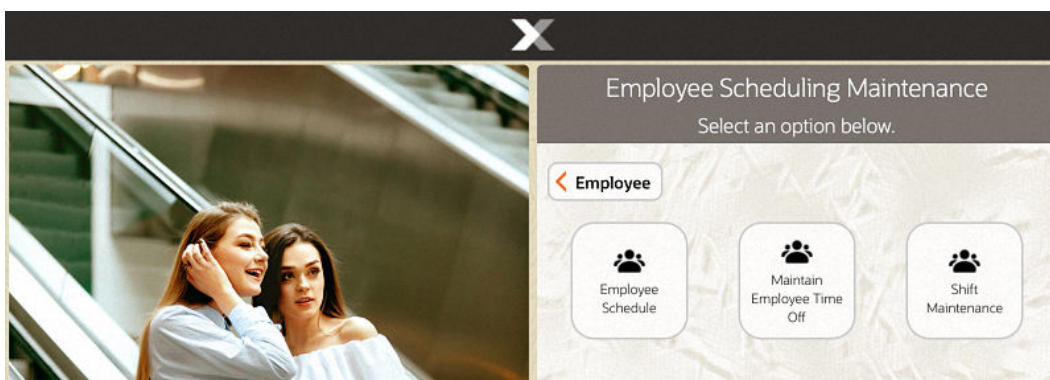 Employee Scheduling Maintenance
Select an option below.
Employee
Employee
Schedule
Maintain
Employee Time
Off
Shift
Maintenance